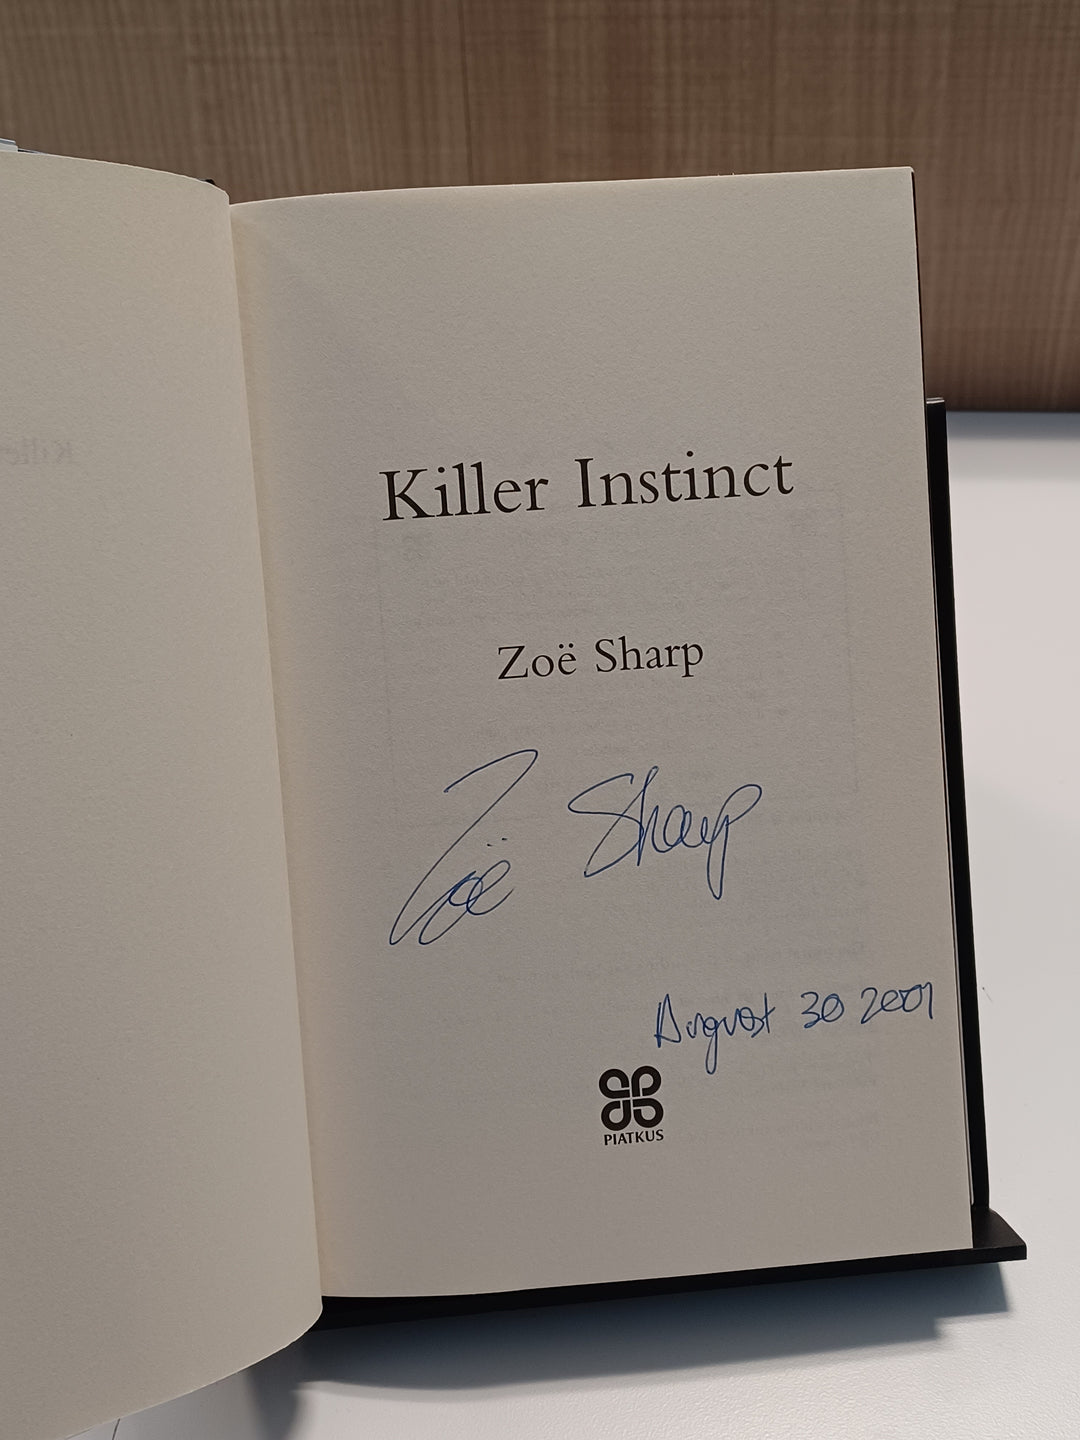 Killer Instinct
Zoë Sharp
Zoë Sharp
August 30 2001
PIATKUS